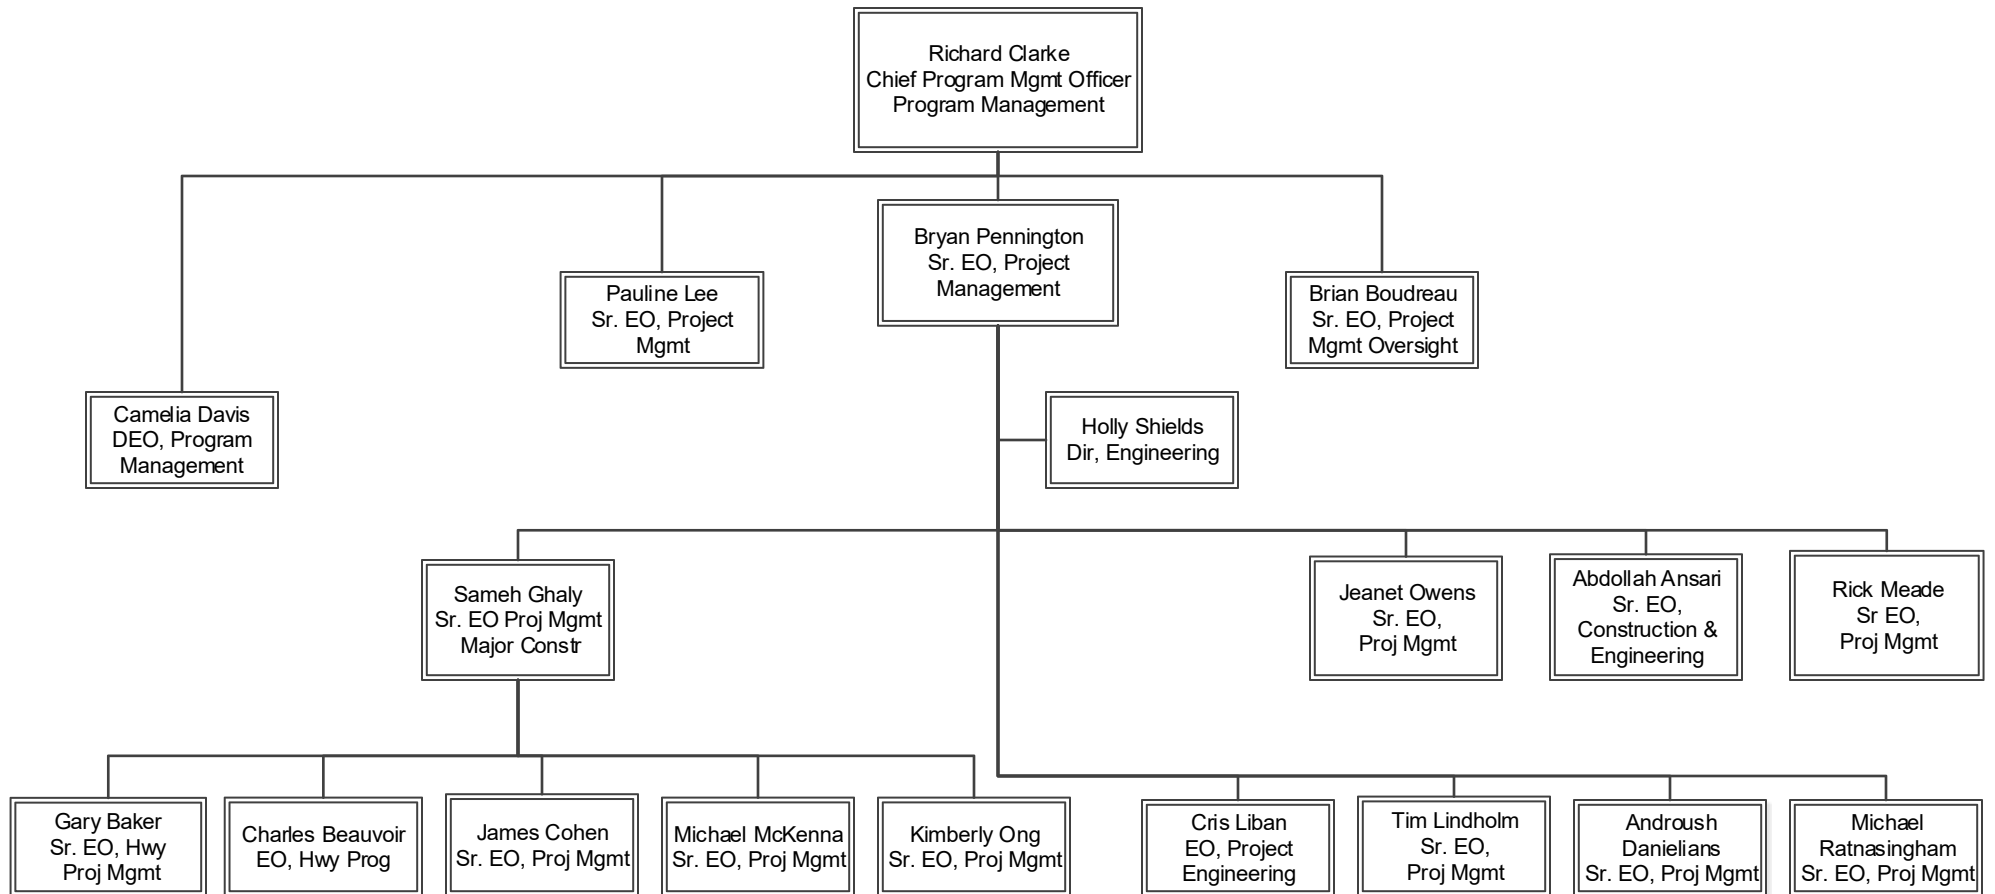 Richard Clarke
Chief Program Mgmt Officer
Program Management
Bryan Pennington
Sr. EO, Project
Management
Pauline Lee
Sr. EO, Project
Mgmt
Brian Boudreau
Sr. EO, Project
Mgmt Oversight
Camelia Davis
DEO, Program
Management
Holly Shields
Dir, Engineering
Sameh Ghaly
Sr. EO Proj Mgmt
Major Constr
Jeanet Owens
Sr. EO,
Proj Mgmt
Abdollah Ansari
Sr. EO,
Construction &
Engineering
Rick Meade
Sr EO,
Proj Mgmt
Gary Baker
Sr. EO, Hwy
Proj Mgmt
Charles Beauvoir
EO, Hwy Prog
James Cohen
Sr. EO, Proj Mgmt
Michael McKenna
Sr. EO, Proj Mgmt
Kimberly Ong
Sr. EO, Proj Mgmt
Cris Liban
EO, Project
Engineering
Tim Lindholm
Sr. EO,
Proj Mgmt
Androush
Danielians
Sr. EO, Proj Mgmt
Michael
Ratnasingham
Sr. EO, Proj Mgmt